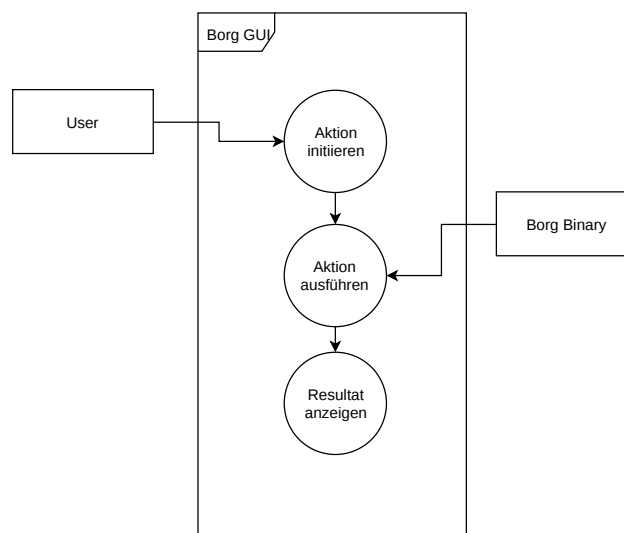 Borg GUI
User
Aktion
initiieren
Borg Binary
Aktion
ausführen
Resultat
anzeigen